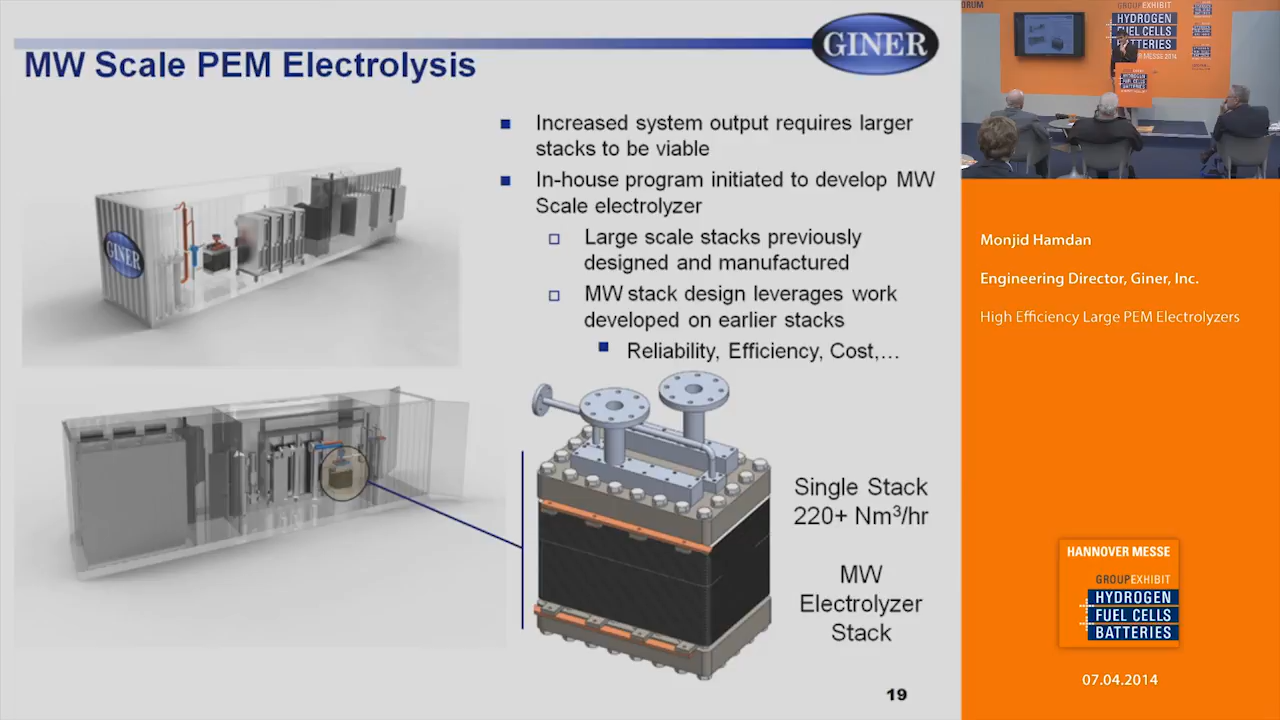 GINER
MW Scale PEM Electrolysis
Increased system output requires larger
stacks to be viable
In-house program initiated to develop MW
Scale electrolyzer
Large scale stacks previously
designed and manufactured
MW stack design leverages work
developed on earlier stacks
Reliability, Efficiency, Cost,…
GINER
Single Stack
220+ Nm³/hr
MW
Electrolyzer
Stack
19
GROUP EXHIBIT
HYDROGEN
FUEL CELLS
BATTERIES
Monjid Hamdan
Engineering Director, Giner, Inc.
High Efficiency Large PEM Electrolyzers
HANNOVER MESSE
GROUPEXHIBIT
HYDROGEN
FUEL CELLS
BATTERIES
07.04.2014